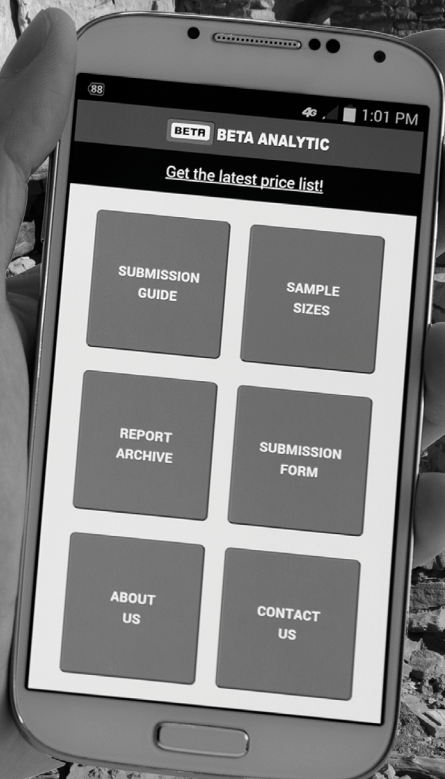 88
4G 1:01 PM
BETA BETA ANALYTIC
Get the latest price list!
SUBMISSION
GUIDE
SAMPLE
SIZES
REPORT
ARCHIVE
SUBMISSION
FORM
ABOUT
US
CONTACT
US